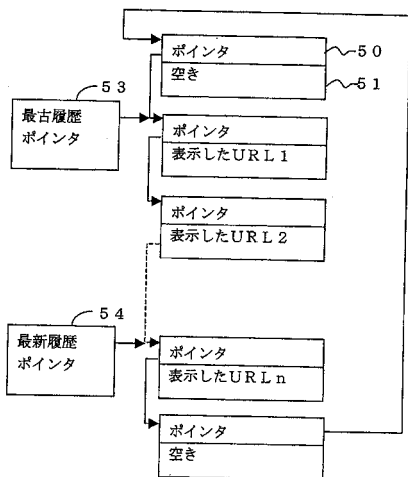 ポインタ
50
空き
51
53
最古履歴
ポインタ
ポインタ
表示したURL1
ポインタ
表示したURL2
54
最新履歴
ポインタ
ポインタ
表示したURLn
ポインタ
空き